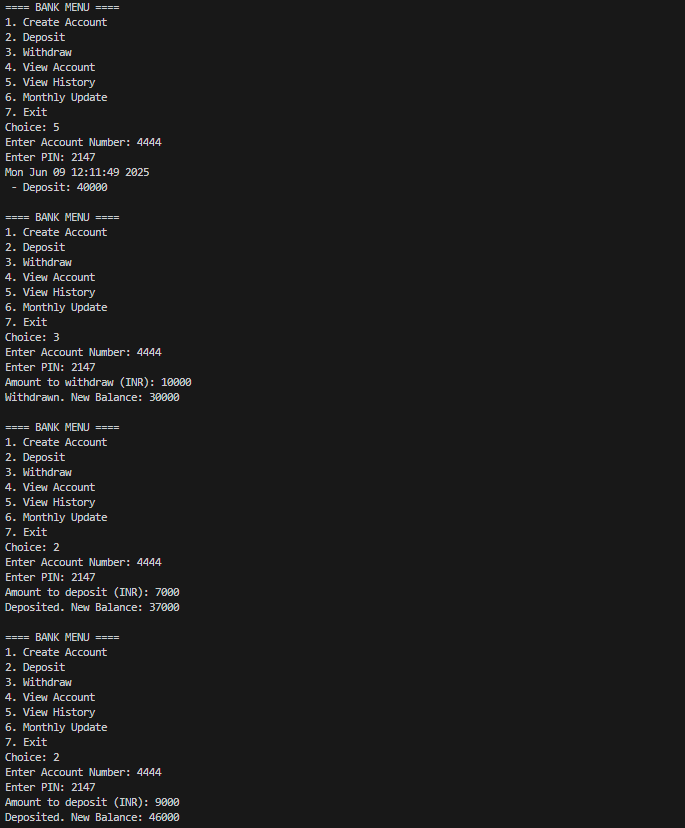 ==== BANK MENU ====
1. Create Account
2. Deposit
3. Withdraw
4. View Account
5. View History
6. Monthly Update
7. Exit
Choice: 5
Enter Account Number: 4444
Enter PIN: 2147
Mon Jun 09 12:11:49 2025
 - Deposit: 40000

==== BANK MENU ====
1. Create Account
2. Deposit
3. Withdraw
4. View Account
5. View History
6. Monthly Update
7. Exit
Choice: 3
Enter Account Number: 4444
Enter PIN: 2147
Amount to withdraw (INR): 10000
Withdrawn. New Balance: 30000

==== BANK MENU ====
1. Create Account
2. Deposit
3. Withdraw
4. View Account
5. View History
6. Monthly Update
7. Exit
Choice: 2
Enter Account Number: 4444
Enter PIN: 2147
Amount to deposit (INR): 7000
Deposited. New Balance: 37000

==== BANK MENU ====
1. Create Account
2. Deposit
3. Withdraw
4. View Account
5. View History
6. Monthly Update
7. Exit
Choice: 2
Enter Account Number: 4444
Enter PIN: 2147
Amount to deposit (INR): 9000
Deposited. New Balance: 46000